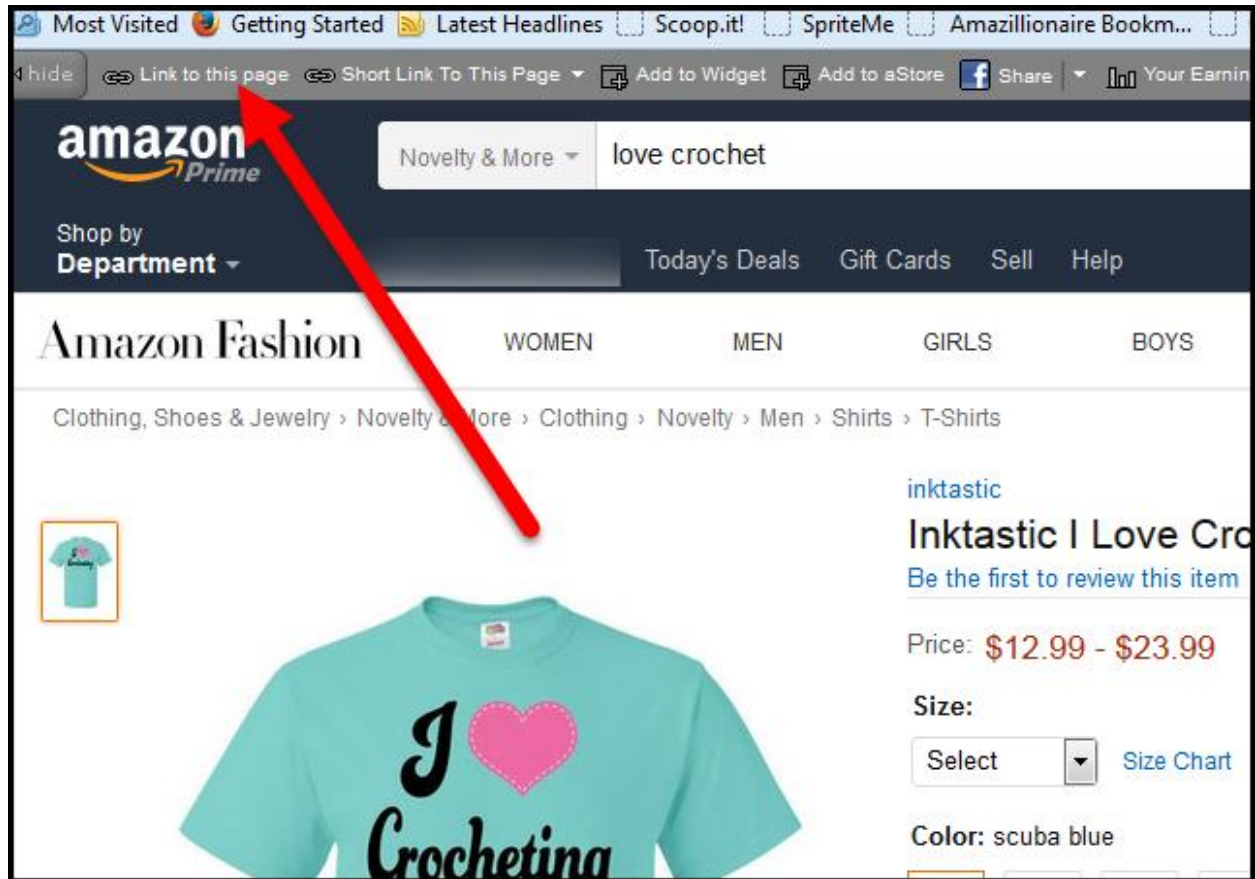 Most Visited Getting Started Latest Headlines Scoop.it! SpriteMe Amazillionaire Bookm...
hide Link to this page Short Link To This Page Add to Widget Add to aStore Share Your Earnin
amazon Prime
Novelty & More love crochet
Shop by
Department
Today's Deals Gift Cards Sell Help
Amazon Fashion WOMEN MEN GIRLS BOYS
Clothing, Shoes & Jewelry › Novelty & More › Clothing › Novelty › Men › Shirts › T-Shirts
inktastic
Inktastic I Love Cro
Be the first to review this item
Price: $12.99 - $23.99
Size:
Select Size Chart
Color: scuba blue
I
Crocheting